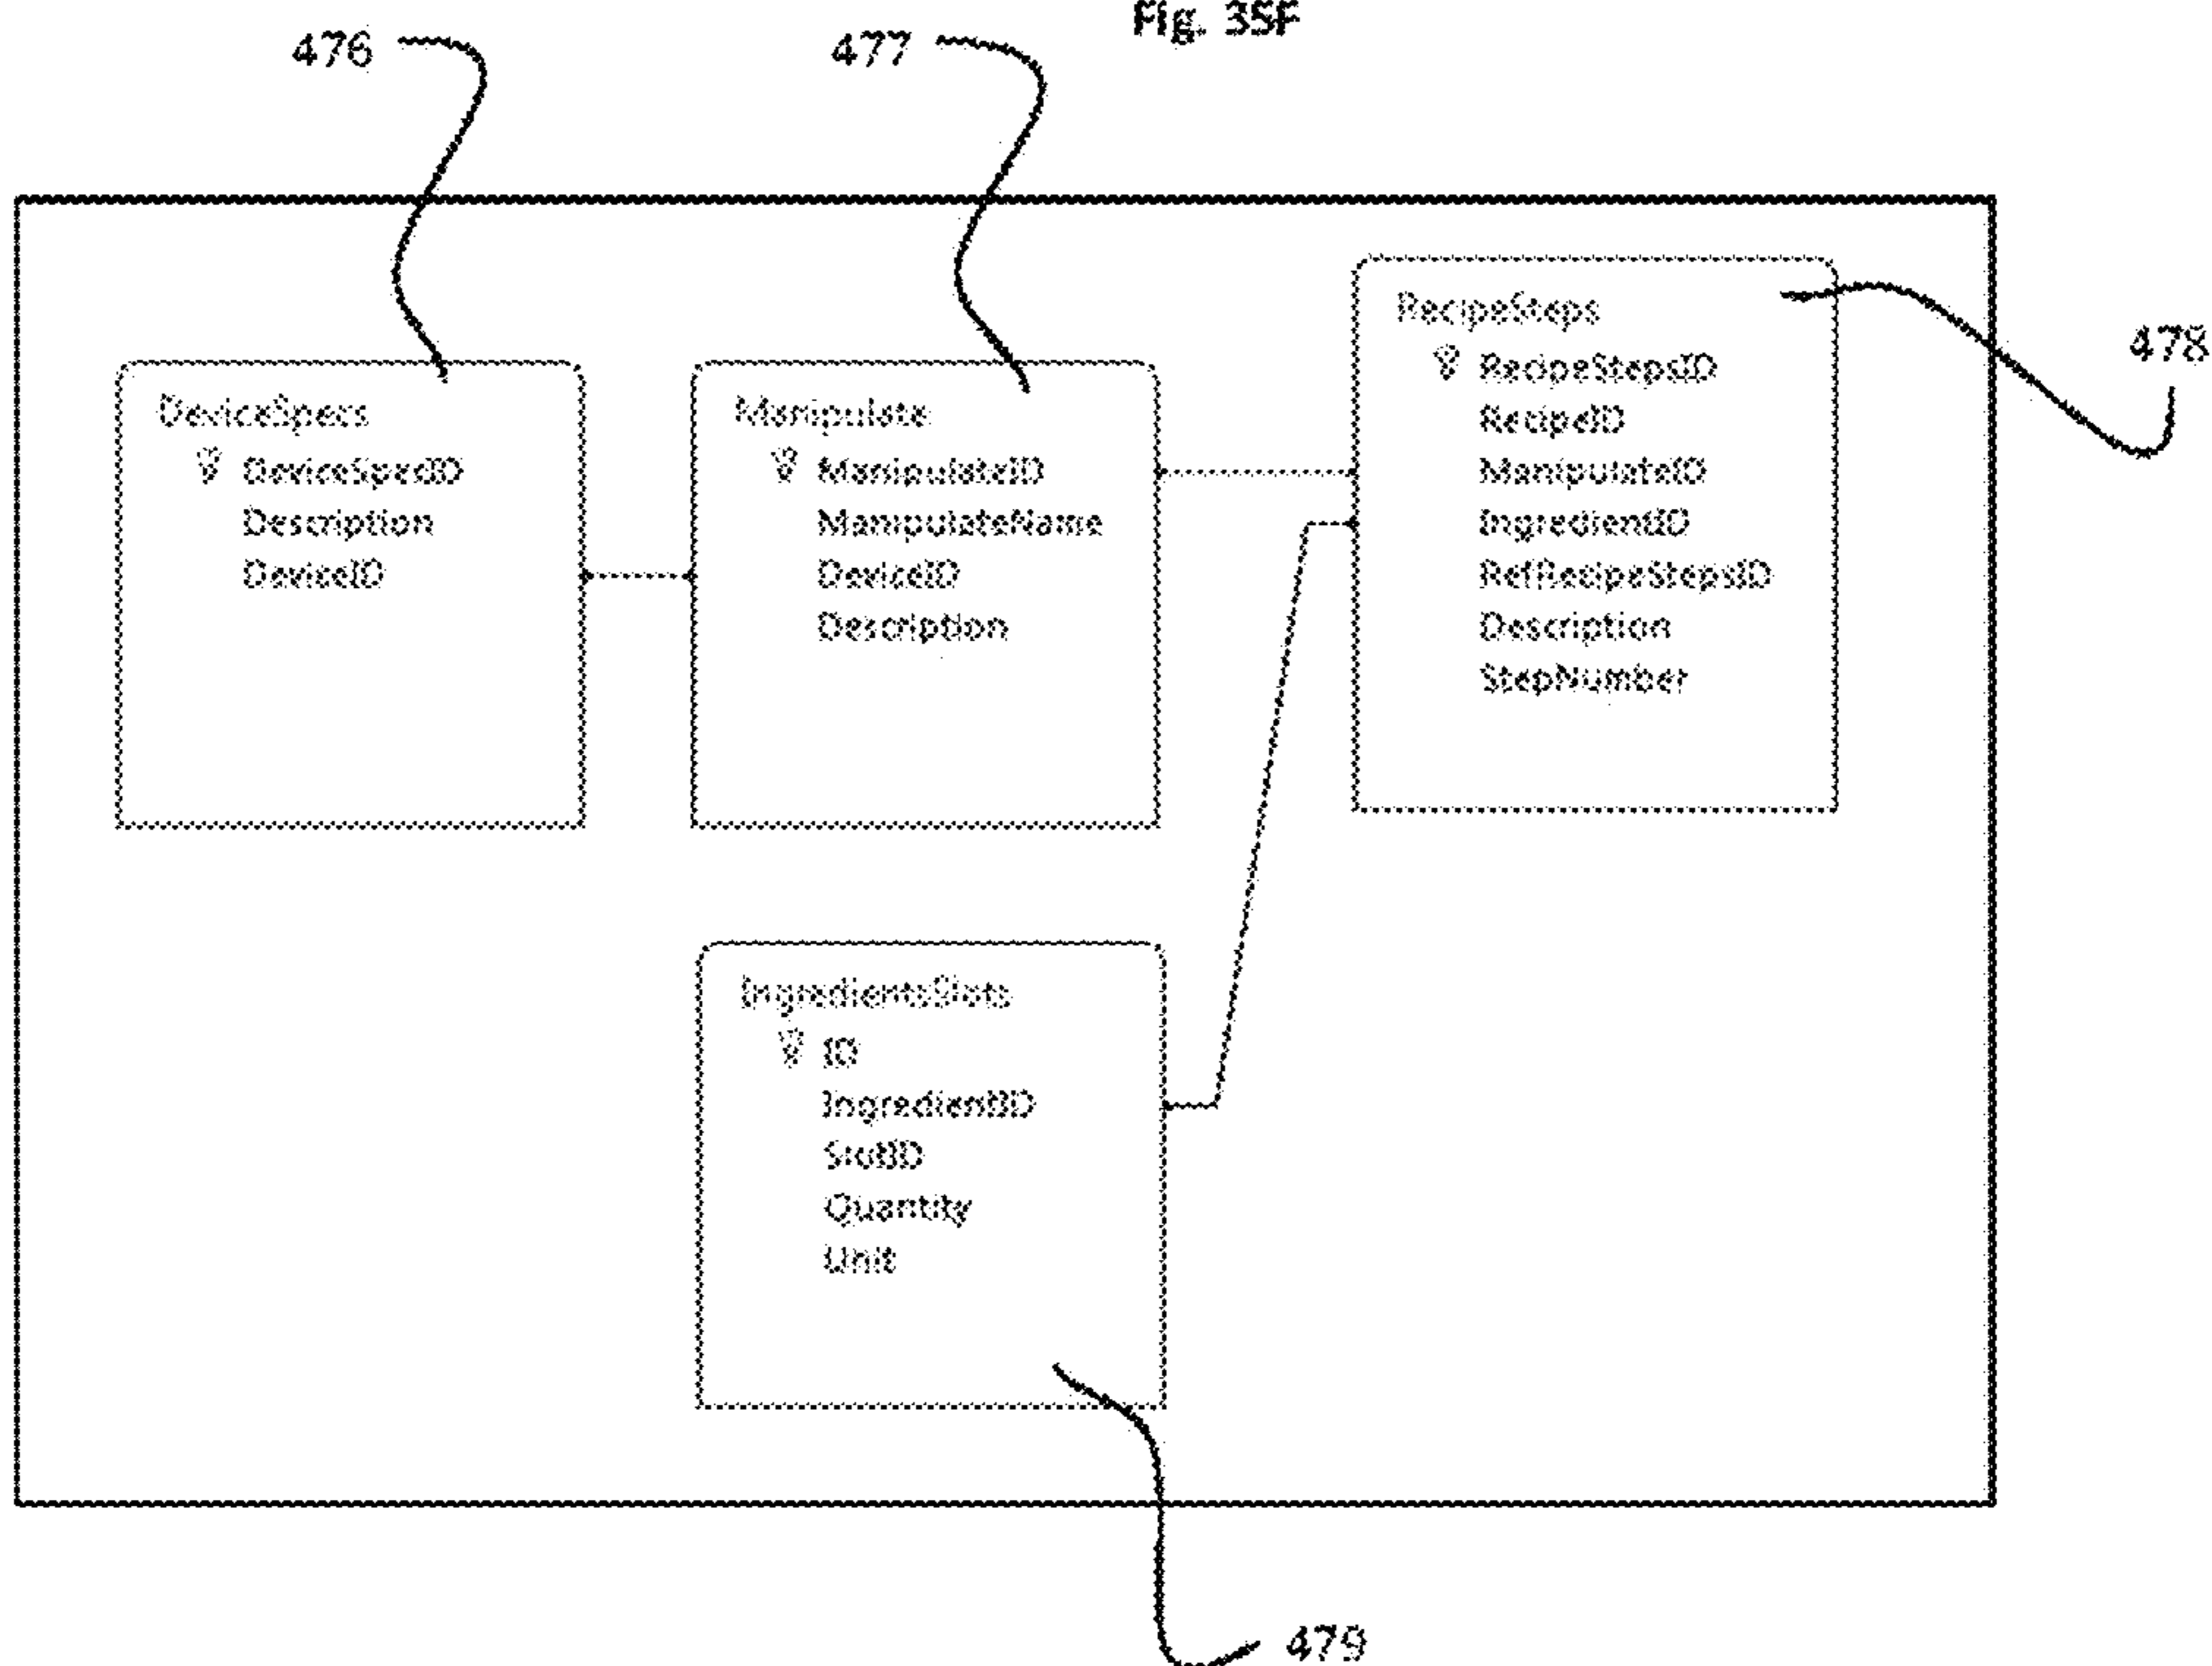 Fig. 35F
476
477
478
DeviceSpecs
DeviceSpecID
Description
DeviceID
Manipulate
ManipulateID
ManipulateName
DeviceID
Description
RecipeSteps
RecipeStepsID
RecipeID
ManipulateID
IngredientID
RefRecipeStepsID
Description
StepNumber
IngredientsSlots
ID
IngredientID
SlotID
Quantity
Unit
479